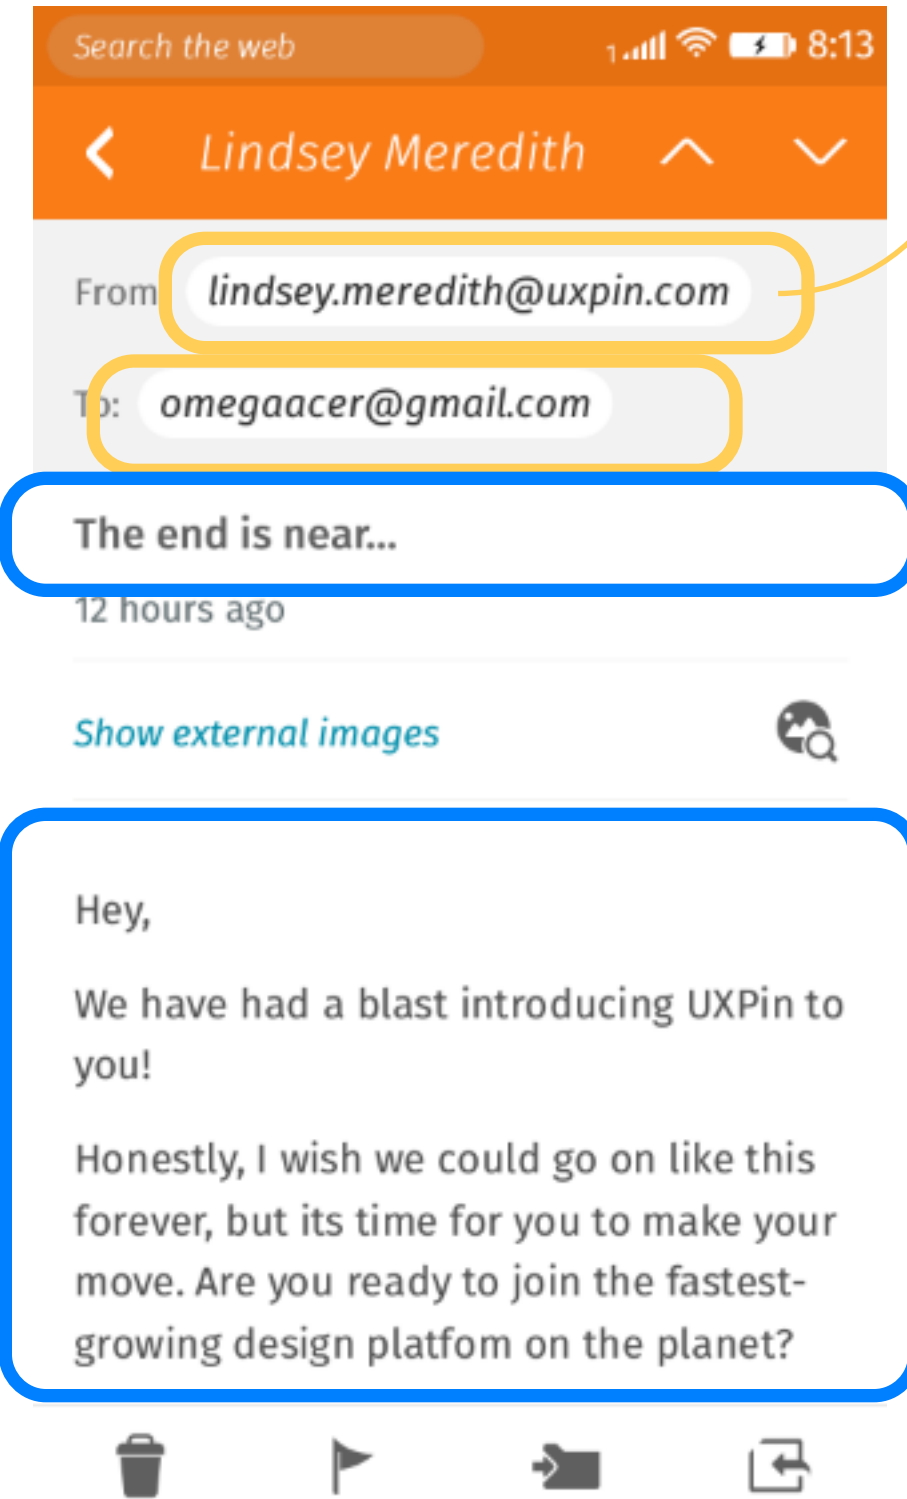 Search the web
1 8:13
Lindsey Meredith
From lindsey.meredith@uxpin.com
To: omegaacer@gmail.com
The end is near...
12 hours ago
Show external images
Hey,
We have had a blast introducing UXPin to
you!
Honestly, I wish we could go on like this
forever, but its time for you to make your
move. Are you ready to join the fastest-
growing design platfom on the planet?